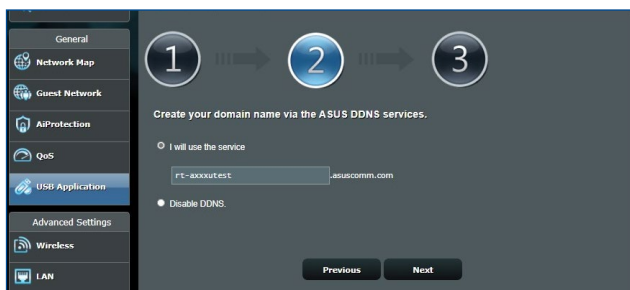 General
Network Map
Guest Network
AiProtection
QoS
USB Application
Advanced Settings
Wireless
LAN
1
2
3
Create your domain name via the ASUS DDNS services.
I will use the service
rt-axxxutest .asuscomm.com
Disable DDNS.
Previous Next